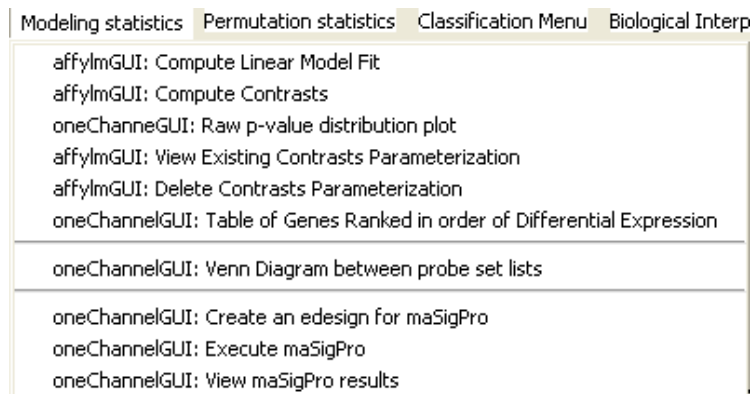 Modeling statistics Permutation statistics Classification Menu Biological Interp
affylmGUI: Compute Linear Model Fit
affylmGUI: Compute Contrasts
oneChanneGUI: Raw p-value distribution plot
affylmGUI: View Existing Contrasts Parameterization
affylmGUI: Delete Contrasts Parameterization
oneChannelGUI: Table of Genes Ranked in order of Differential Expression
oneChannelGUI: Venn Diagram between probe set lists
oneChannelGUI: Create an edesign for maSigPro
oneChannelGUI: Execute maSigPro
oneChannelGUI: View maSigPro results